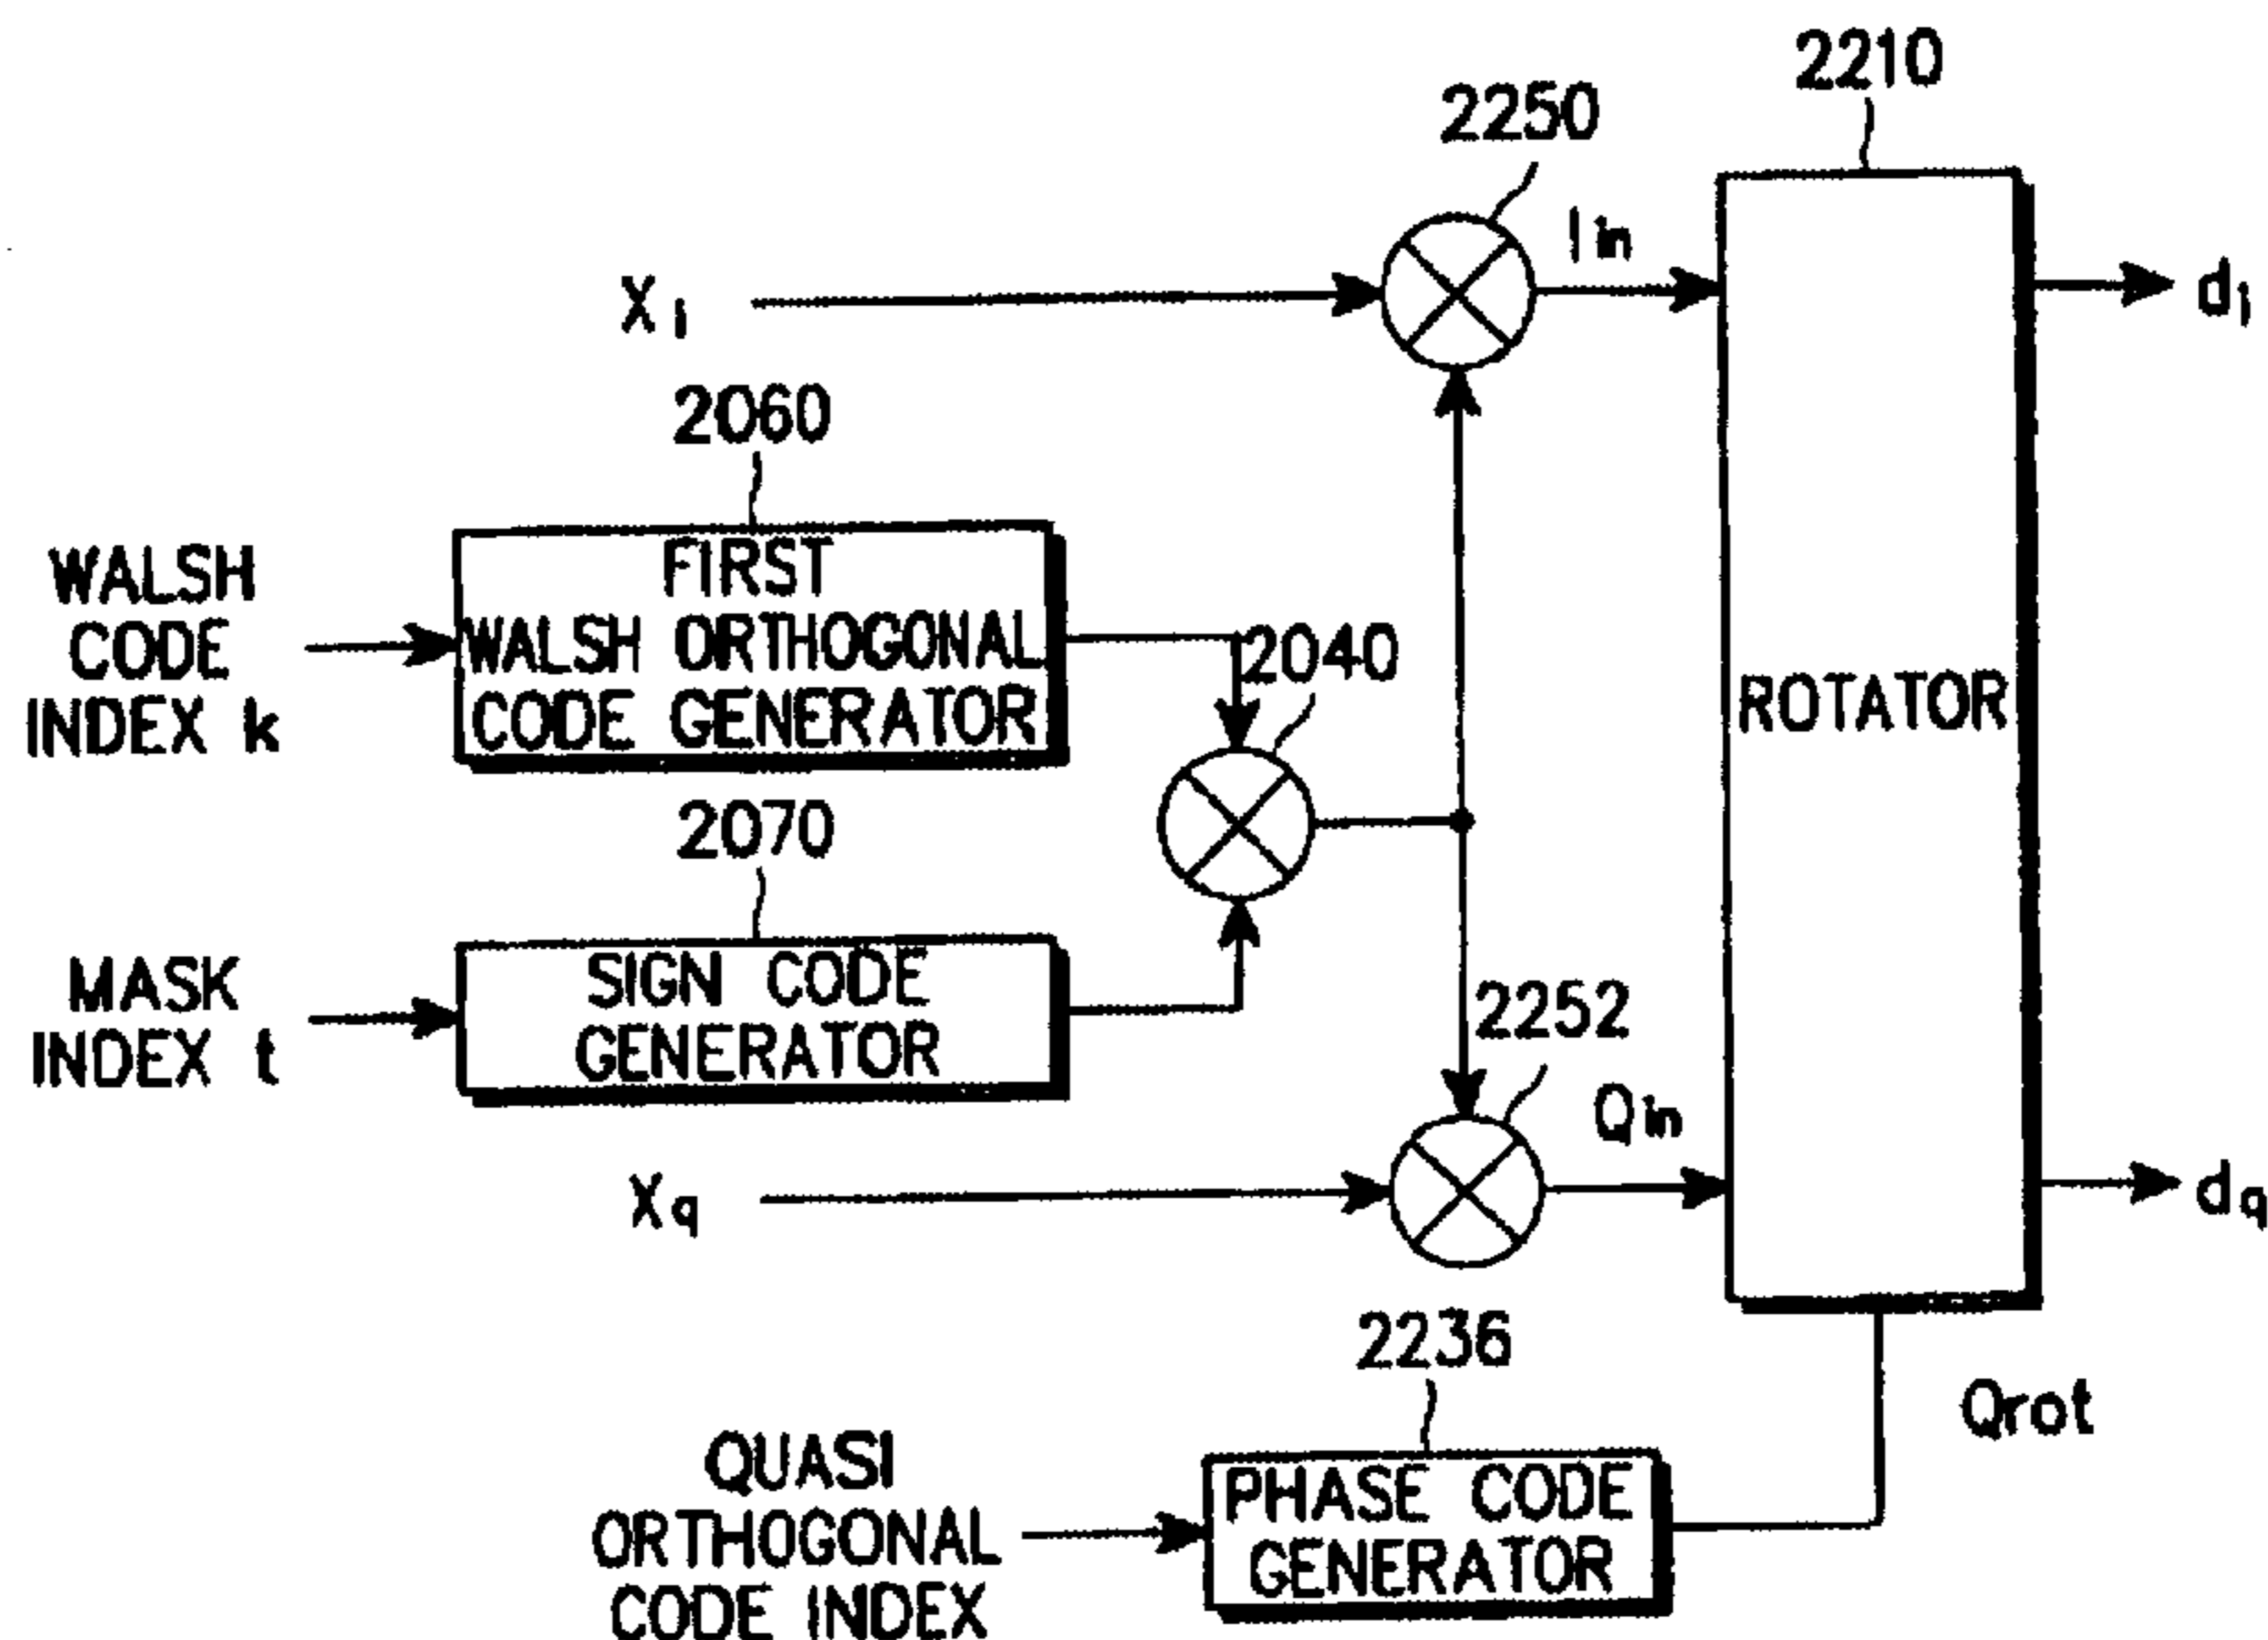 2210
2250
I in
Xi
di
2060
WALSH
CODE
INDEX k
FIRST
WALSH ORTHOGONAL
CODE GENERATOR
2040
ROTATOR
2070
MASK
INDEX t
SIGN CODE
GENERATOR
2252
Qin
Xq
dq
2236
Qrot
QUASI
ORTHOGONAL
CODE INDEX
PHASE CODE
GENERATOR